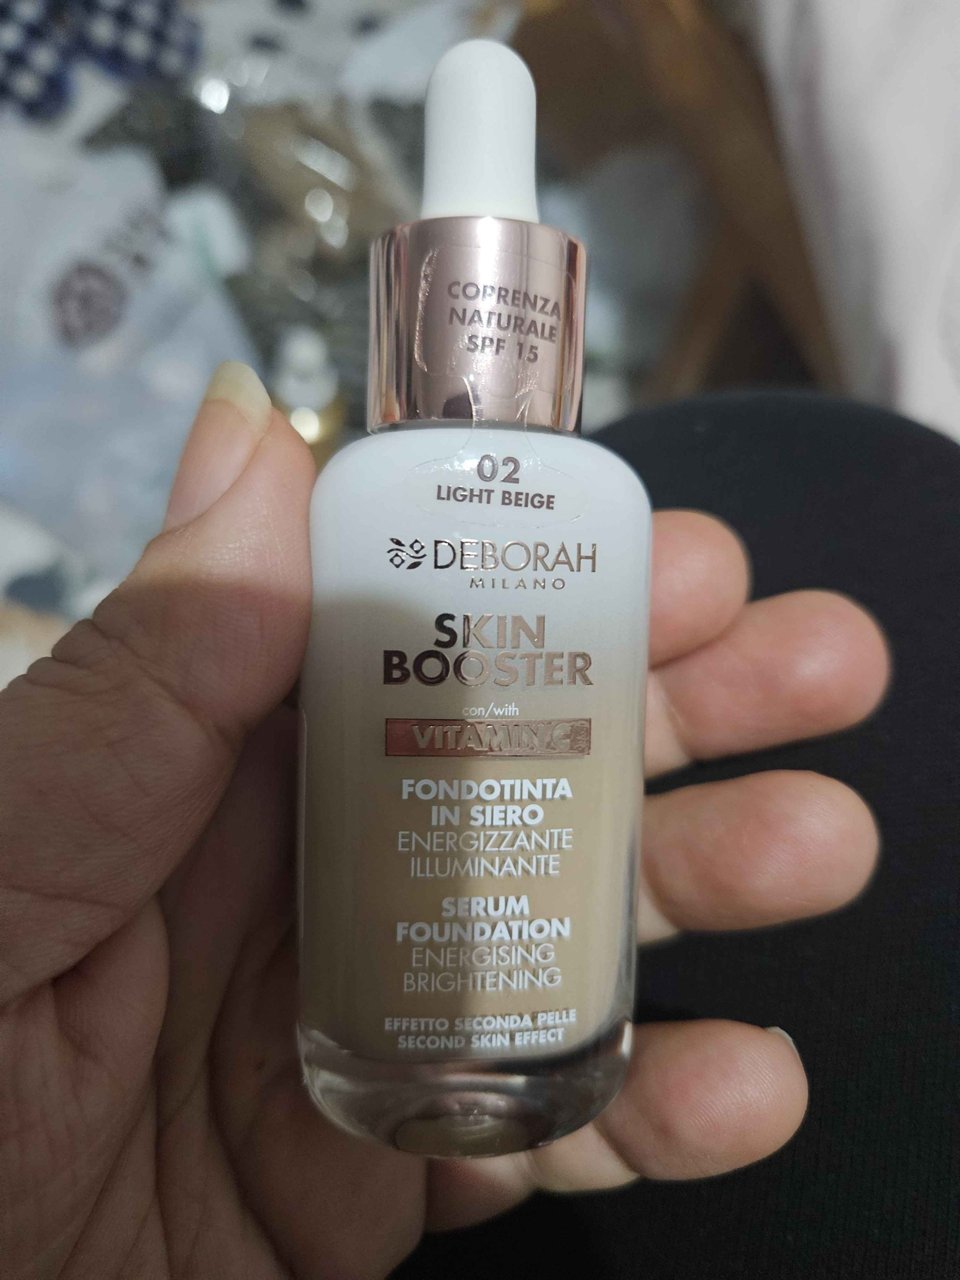 COPRENZA
NATURALE
SPF 15
02
LIGHT BEIGE
DEBORAH
MILANO
SKIN
BOOSTER
con/with
VITAMIN C
FONDOTINTA
IN SIERO
ENERGIZZANTE
ILLUMINANTE
SERUM
FOUNDATION
ENERGISING
BRIGHTENING
EFFETTO SECONDA PELLE
SECOND SKIN EFFECT